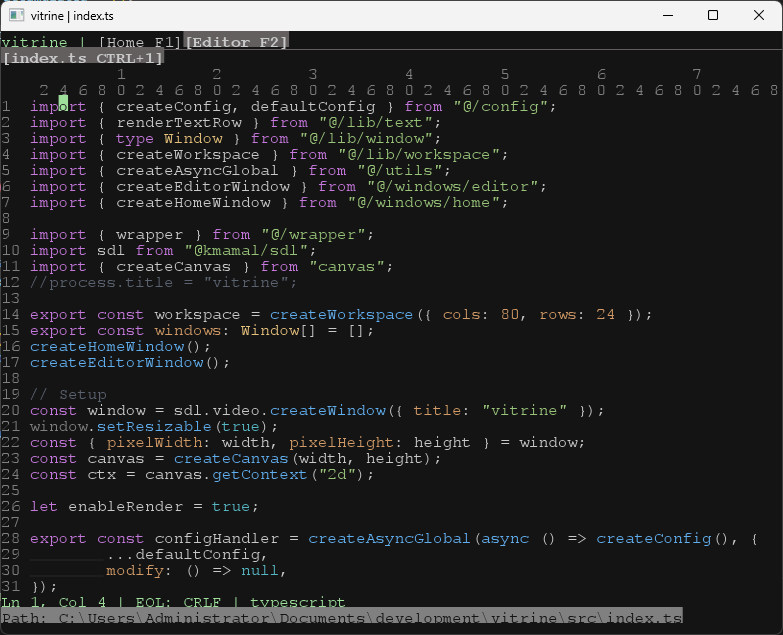 vitrine | index.ts
vitrine | [Home F1][Editor F2]
[index.ts CTRL+1]
1 2 3 4 5 6 7
2 4 6 8 0 2 4 6 8 0 2 4 6 8 0 2 4 6 8 0 2 4 6 8 0 2 4 6 8 0 2 4 6 8 0 2 4 6 8
1 import { createConfig, defaultConfig } from "@/config";
2 import { renderTextRow } from "@/lib/text";
3 import { type Window } from "@/lib/window";
4 import { createWorkspace } from "@/lib/workspace";
5 import { createAsyncGlobal } from "@/utils";
6 import { createEditorWindow } from "@/windows/editor";
7 import { createHomeWindow } from "@/windows/home";
8
9 import { wrapper } from "@/wrapper";
10 import sdl from "@kmamal/sdl";
11 import { createCanvas } from "canvas";
12 //process.title = "vitrine";
13
14 export const workspace = createWorkspace({ cols: 80, rows: 24 });
15 export const windows: Window[] = [];
16 createHomeWindow();
17 createEditorWindow();
18
19 // Setup
20 const window = sdl.video.createWindow({ title: "vitrine" });
21 window.setResizable(true);
22 const { pixelWidth: width, pixelHeight: height } = window;
23 const canvas = createCanvas(width, height);
24 const ctx = canvas.getContext("2d");
25
26 let enableRender = true;
27
28 export const configHandler = createAsyncGlobal(async () => createConfig(), {
29 ...defaultConfig,
30 modify: () => null,
31 });
Ln 1, Col 4 | EOL: CRLF | typescript
Path: C:\Users\Administrator\Documents\development\vitrine\src\index.ts